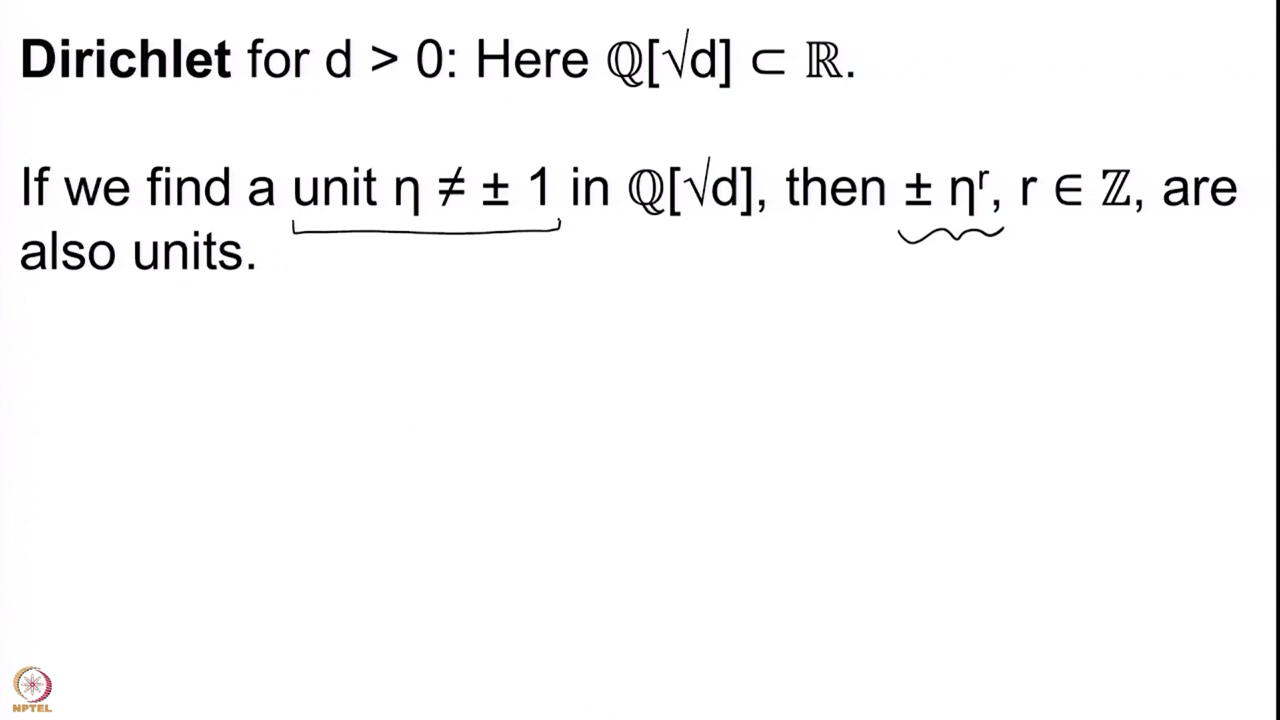 Dirichlet for d > 0: Here ℚ[√d] ⊂ ℝ.
If we find a unit η ≠ ± 1 in ℚ[√d], then ± ηʳ, r ∈ ℤ, are
also units.
NPTEL